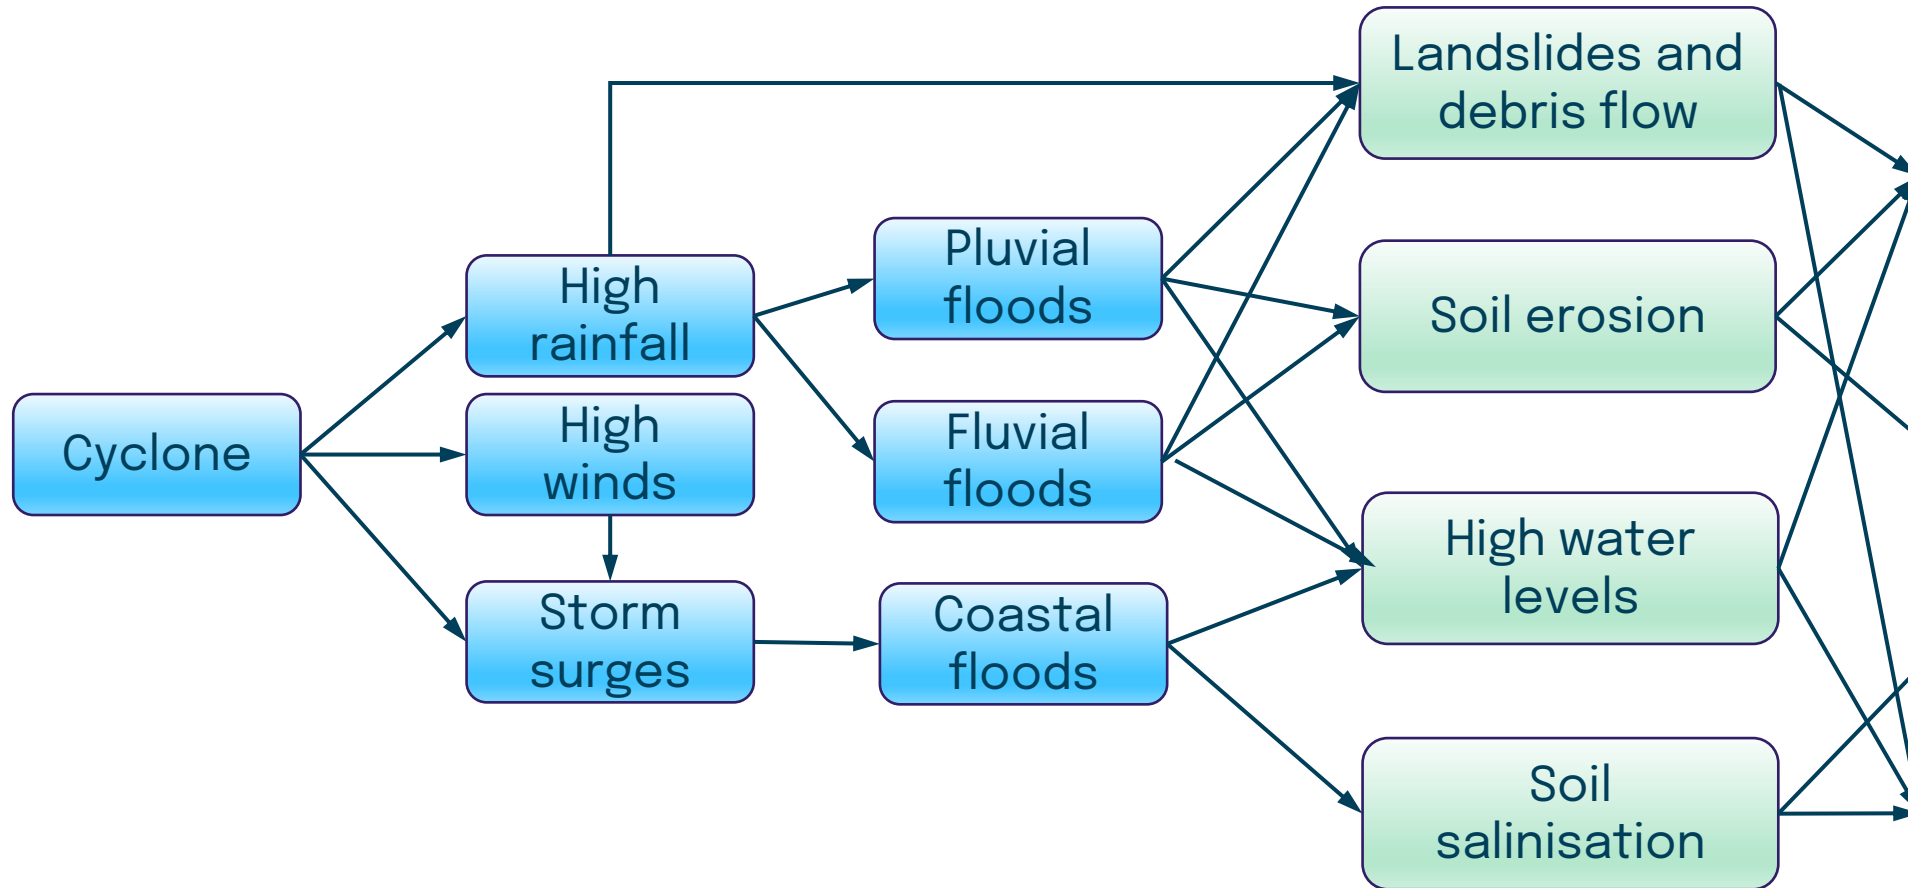 Cyclone
High
rainfall
High
winds
Storm
surges
Pluvial
floods
Fluvial
floods
Coastal
floods
Landslides and
debris flow
Soil erosion
High water
levels
Soil
salinisation